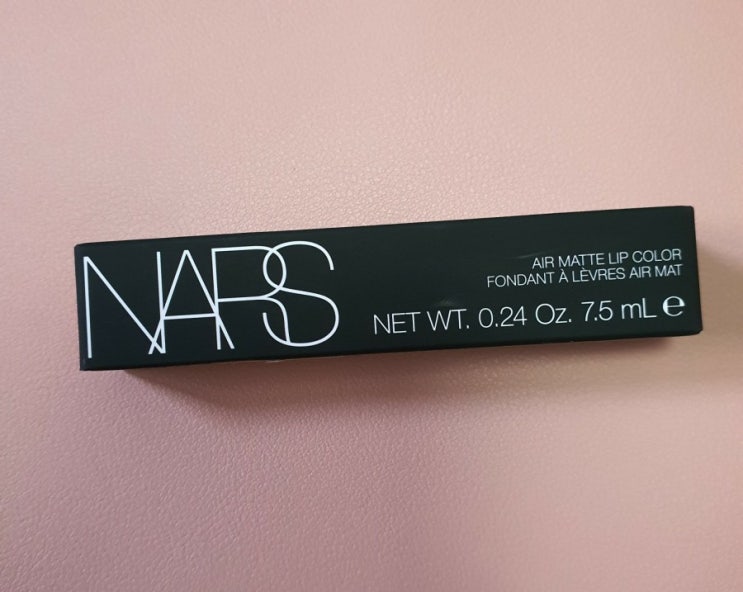 NARS
AIR MATTE LIP COLOR
FONDANT À LÈVRES AIR MAT
NET WT. 0.24 Oz. 7.5 mL ℮